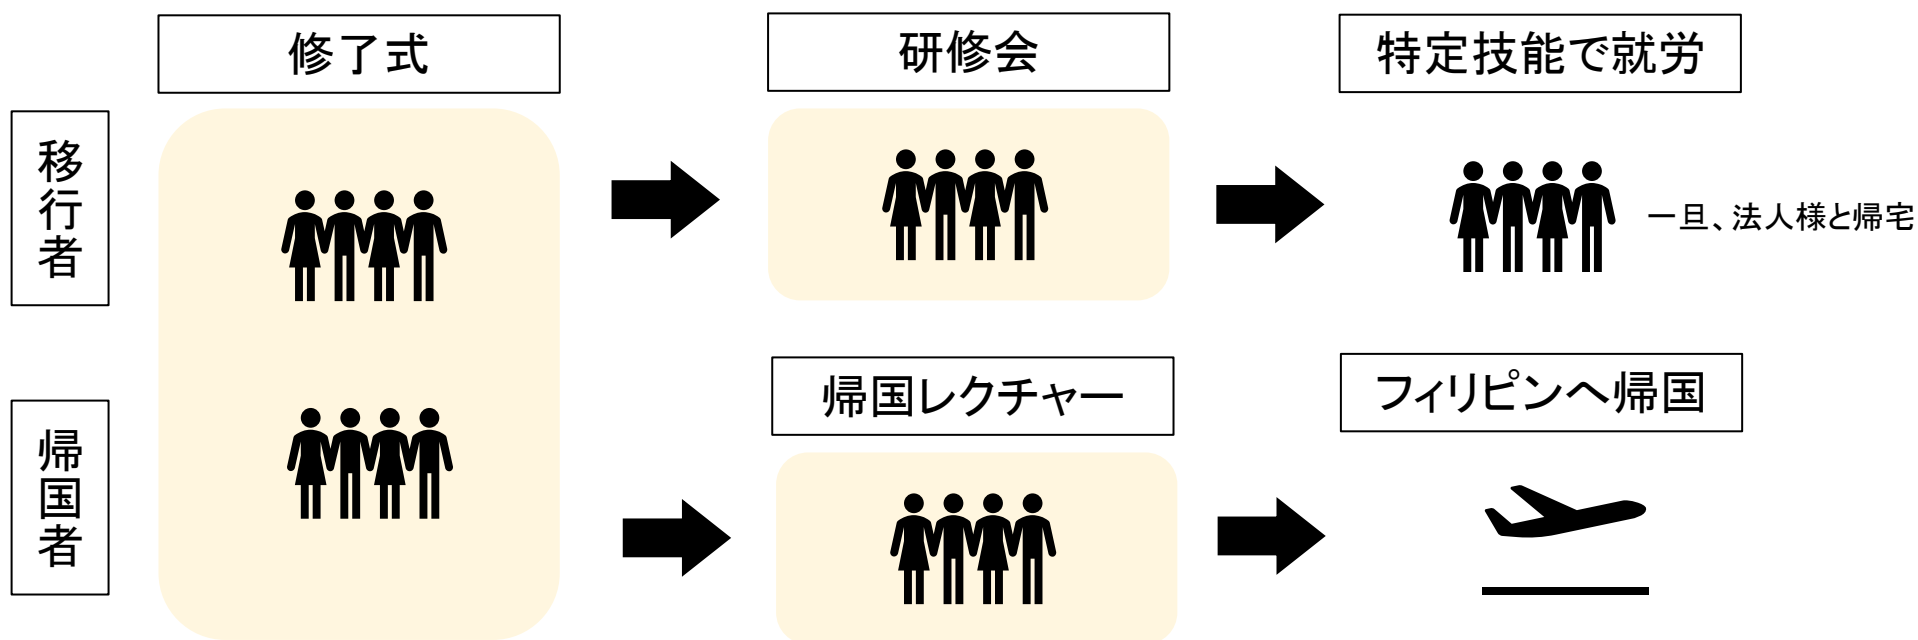 修了式
研修会
特定技能で就労
移行者
一旦、法人様と帰宅
帰国レクチャー
フィリピンへ帰国
帰国者